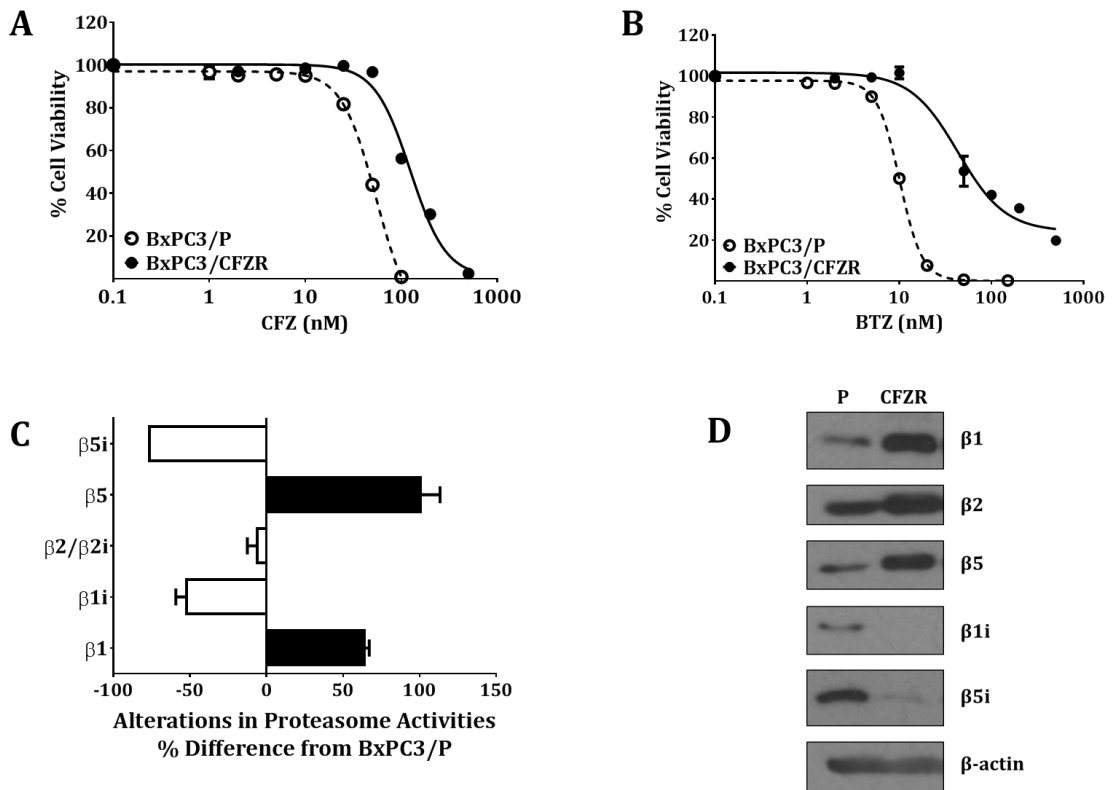 A
120
100
80
60
40
20
% Cell Viability
BxPC3/P
BxPC3/CFZR
0.1 1 10 100 1000
CFZ (nM)
B
120
100
80
60
40
20
% Cell Viability
BxPC3/P
BxPC3/CFZR
0.1 1 10 100 1000
BTZ (nM)
C
β5i
β5
β2/β2i
β1i
β1
-100 -50 0 50 100 150
Alterations in Proteasome Activities
% Difference from BxPC3/P
D
P CFZR
β1
β2
β5
β1i
β5i
β-actin